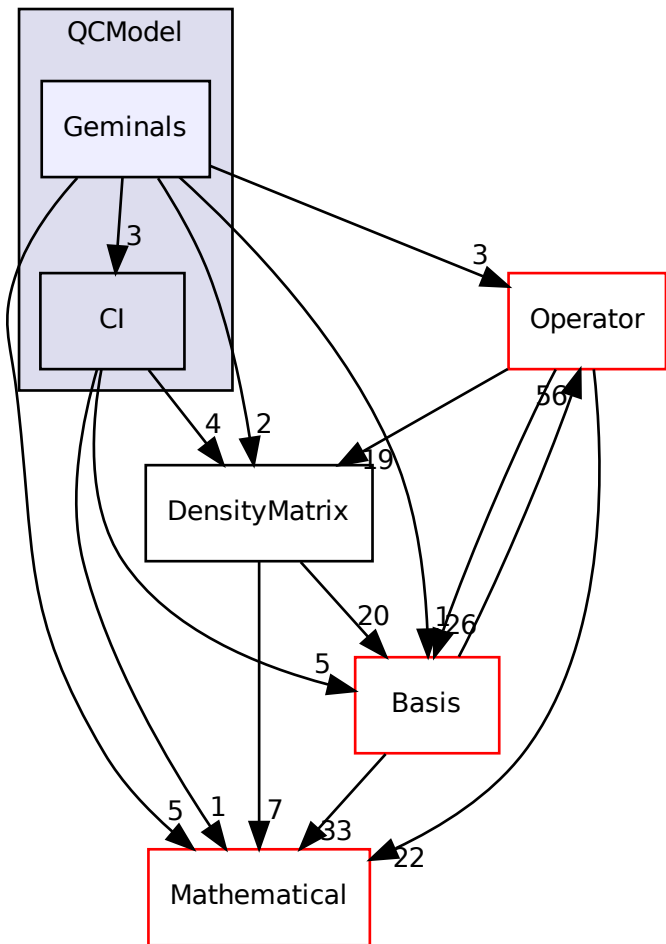 QCModel
Geminals
3
3
CI
Operator
56
4
2
19
DensityMatrix
20
1
26
5
Basis
5
1
7
33
22
Mathematical